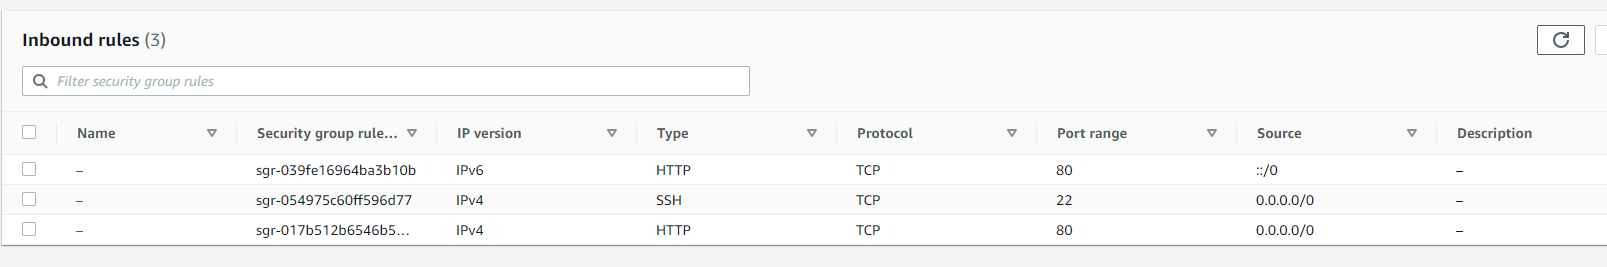 Inbound rules (3)
Filter security group rules
Name Security group rule... IP version Type Protocol Port range Source Description
– sgr-039fe16964ba3b10b IPv6 HTTP TCP 80 ::/0 –
– sgr-054975c60ff596d77 IPv4 SSH TCP 22 0.0.0.0/0 –
– sgr-017b512b6546b5... IPv4 HTTP TCP 80 0.0.0.0/0 –